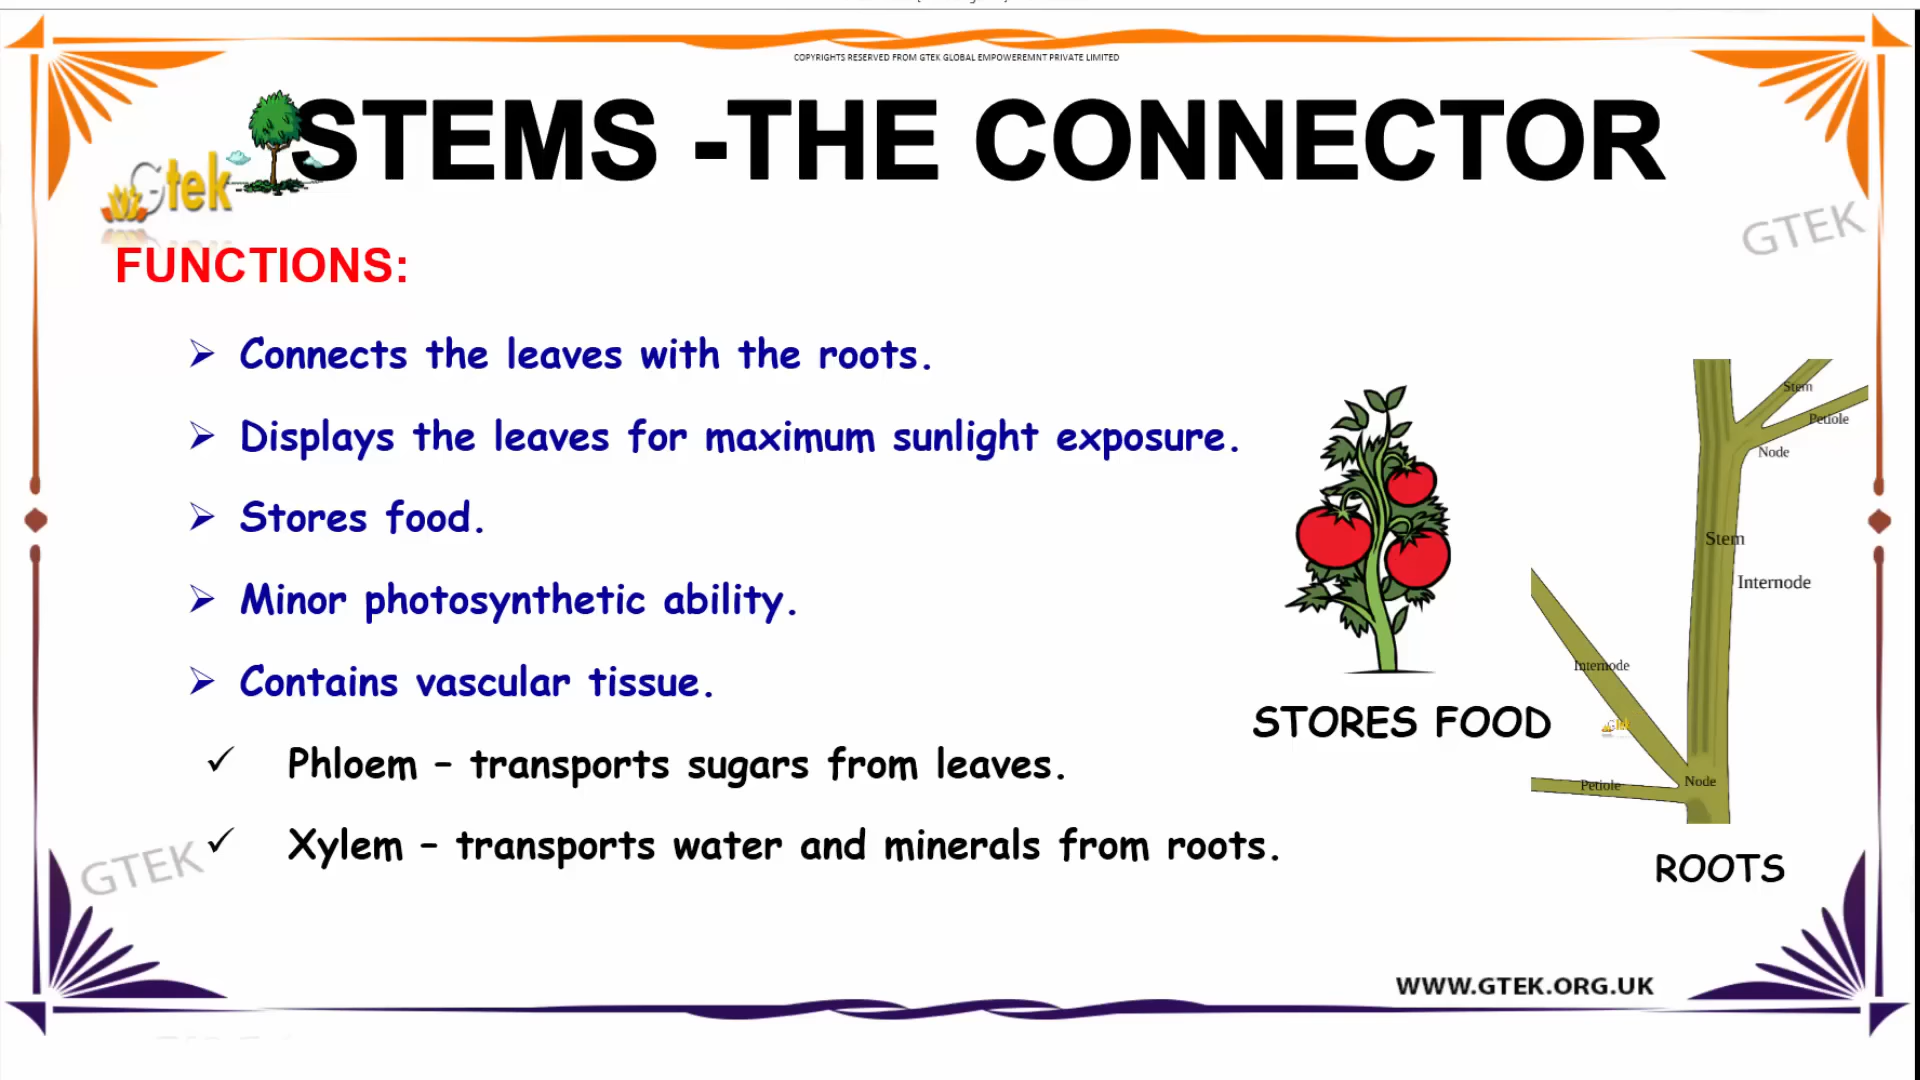 COPYRIGHTS RESERVED FROM GTEK GLOBAL EMPOWEREMNT PRIVATE LIMITED
STEMS -THE CONNECTOR
Gtek
GTEK
FUNCTIONS:
➢ Connects the leaves with the roots.
➢ Displays the leaves for maximum sunlight exposure.
➢ Stores food.
➢ Minor photosynthetic ability.
➢ Contains vascular tissue.
✓ Phloem – transports sugars from leaves.
✓ Xylem – transports water and minerals from roots.
STORES FOOD
Stem
Petiole
Node
Stem
Internode
Internode
Petiole
Node
ROOTS
GTEK
WWW.GTEK.ORG.UK